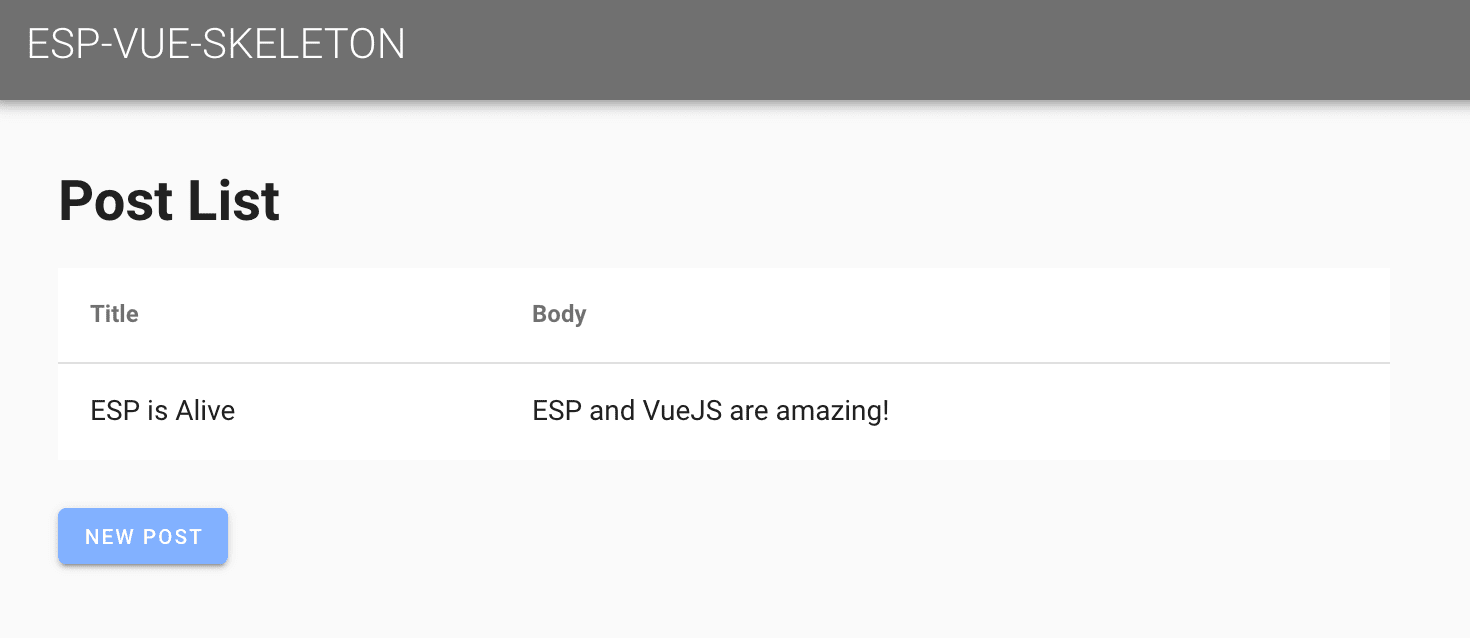 ESP-VUE-SKELETON
Post List
Title Body
ESP is Alive ESP and VueJS are amazing!
NEW POST